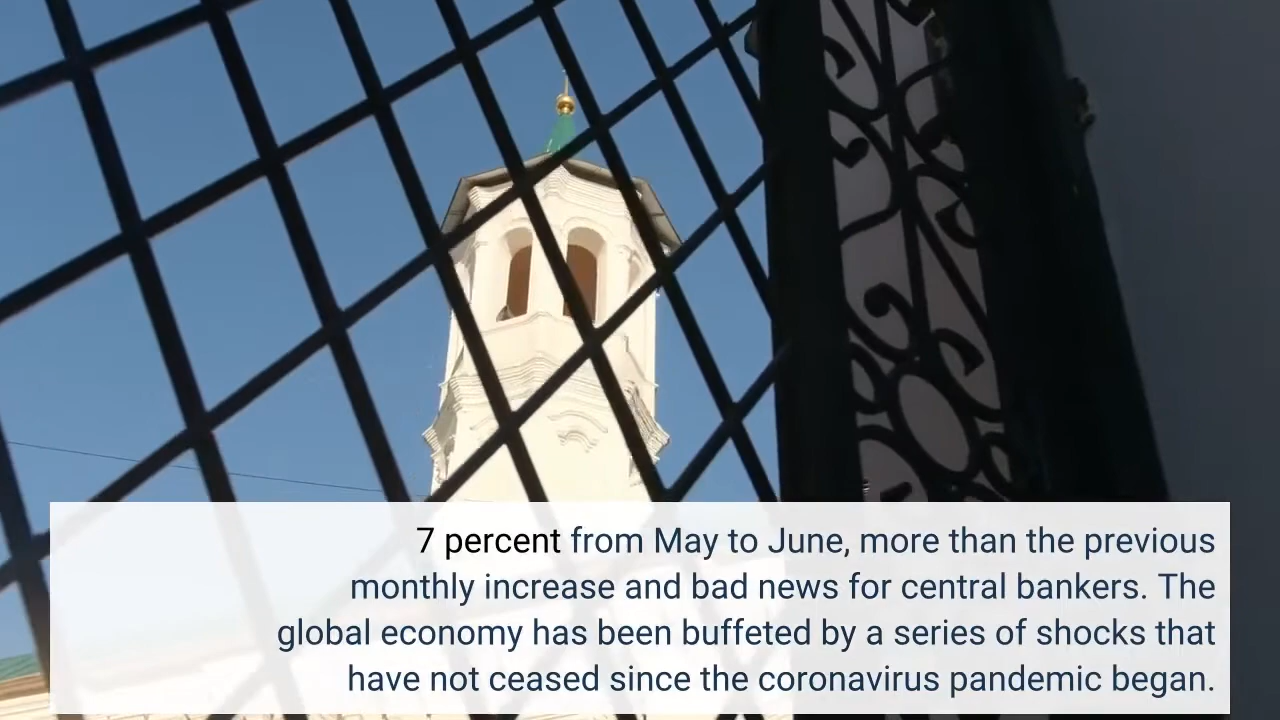 7 percent from May to June, more than the previous
monthly increase and bad news for central bankers. The
global economy has been buffeted by a series of shocks that
have not ceased since the coronavirus pandemic began.